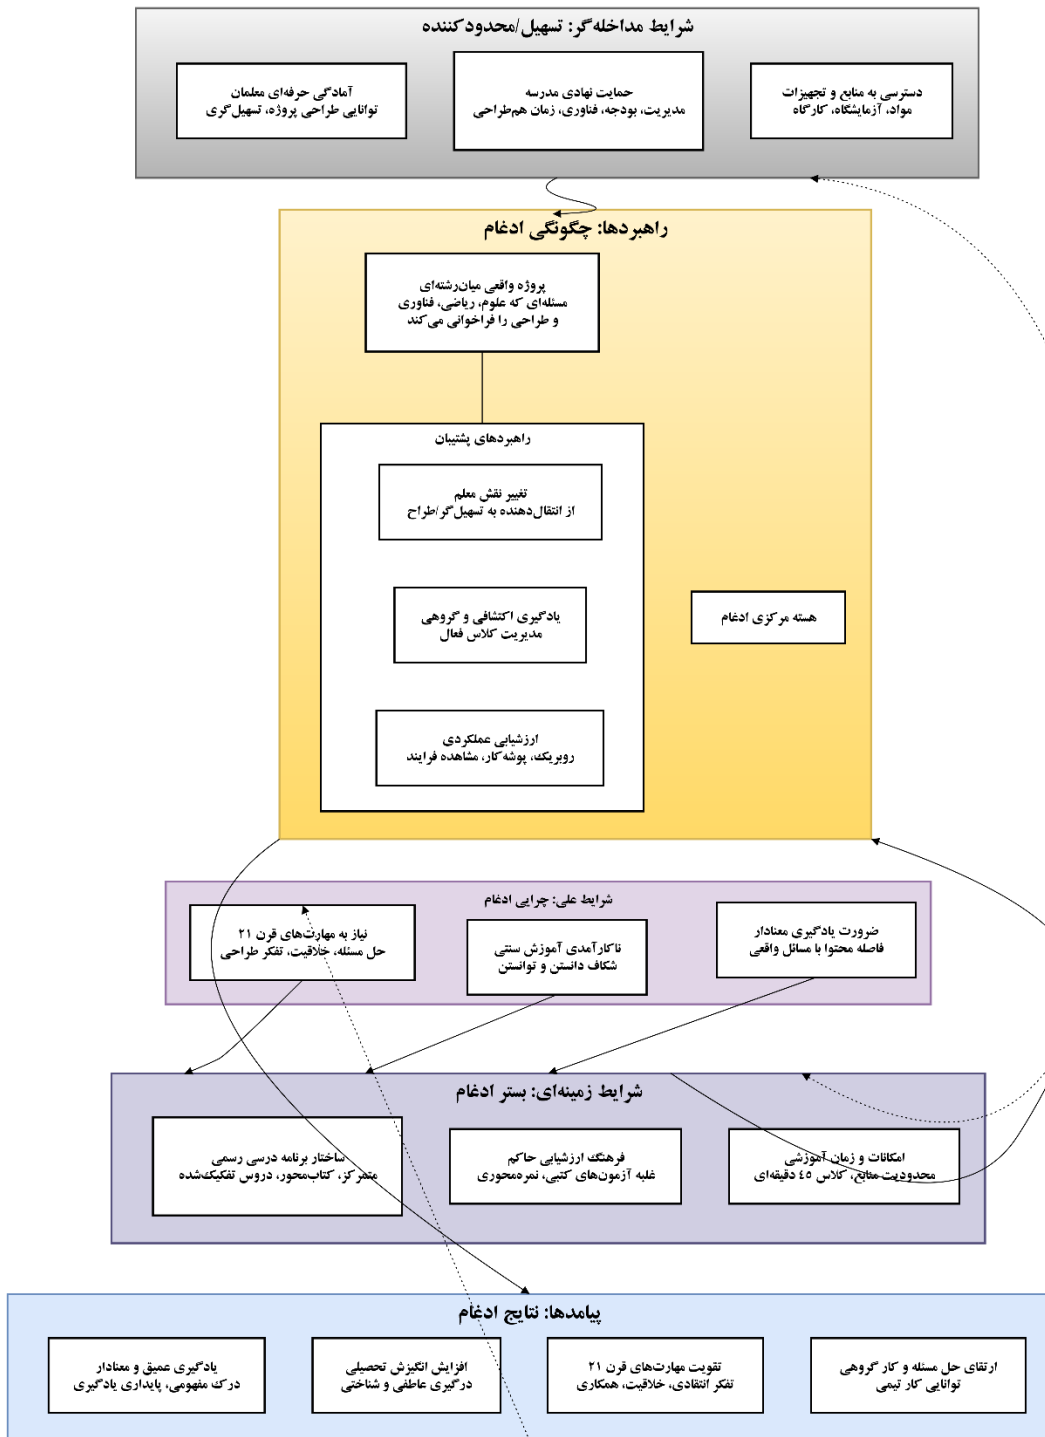 شرایط مداخله‌گر: تسهیل/محدودکننده
دسترسی به منابع و تجهیزات
مواد، آزمایشگاه، کارگاه
حمایت نهادی مدرسه
مدیریت، بودجه، فناوری، زمان هم‌طراحی
آمادگی حرفه‌ای معلمان
توانایی طراحی پروژه، تسهیل‌گری
راهبردها: چگونگی ادغام
پروژه واقعی میان‌رشته‌ای
مسئله‌ای که علوم، ریاضی، فناوری
و طراحی را فراخوانی می‌کند
راهبردهای پشتیبان
تغییر نقش معلم
از انتقال‌دهنده به تسهیل‌گر/طراح
هسته مرکزی ادغام
یادگیری اکتشافی و گروهی
مدیریت کلاس فعال
ارزشیابی عملکردی
روبریک، پوشه‌کار، مشاهده فرایند
شرایط علی: چرایی ادغام
ضرورت یادگیری معنادار
فاصله محتوا با مسائل واقعی
ناکارآمدی آموزش سنتی
شکاف دانستن و توانستن
نیاز به مهارت‌های قرن ۲۱
حل مسئله، خلاقیت، تفکر طراحی
شرایط زمینه‌ای: بستر ادغام
امکانات و زمان آموزشی
محدودیت منابع، کلاس ٤٥ دقیقه‌ای
فرهنگ ارزشیابی حاکم
غلبه آزمون‌های کتبی، نمره‌محوری
ساختار برنامه درسی رسمی
متمرکز، کتاب‌محور، دروس تفکیک‌شده
پیامدها: نتایج ادغام
ارتقای حل مسئله و کار گروهی
توانایی کار تیمی
تقویت مهارت‌های قرن ۲۱
تفکر انتقادی، خلاقیت، همکاری
افزایش انگیزش تحصیلی
درگیری عاطفی و شناختی
یادگیری عمیق و معنادار
درک مفهومی، پایداری یادگیری